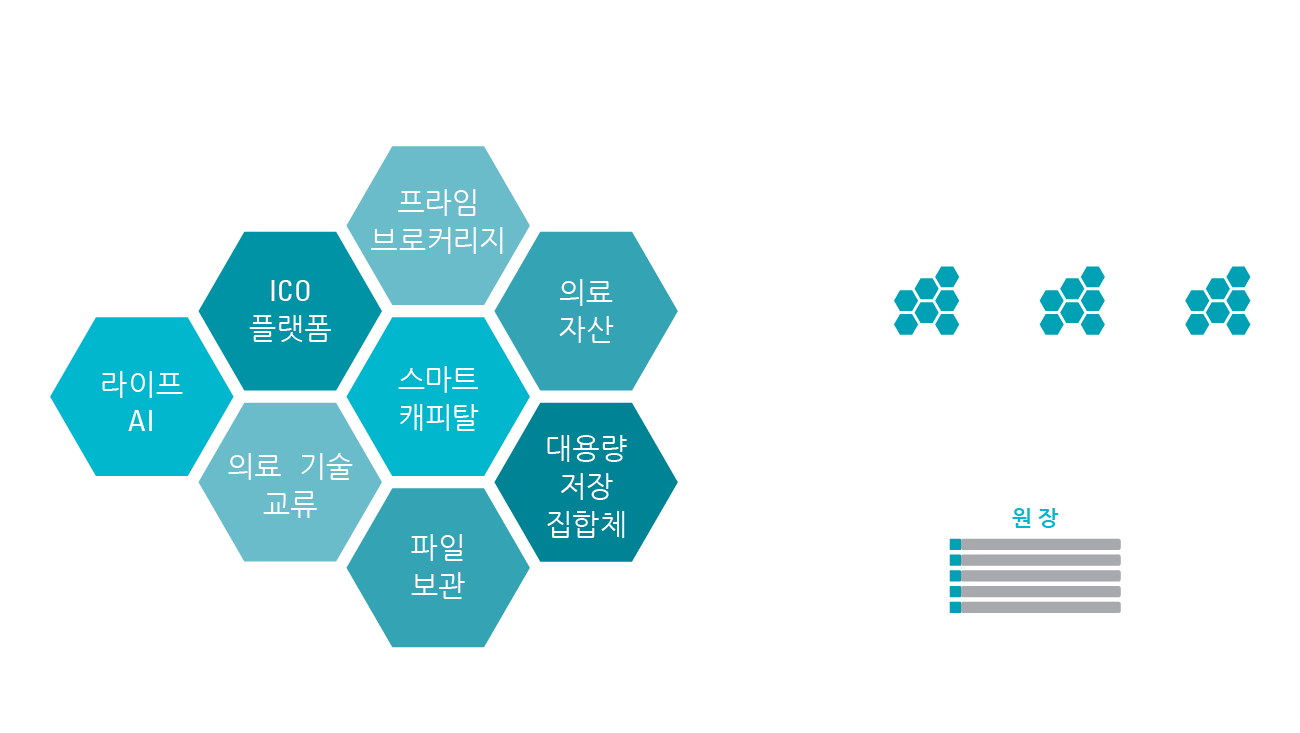 프라임
브로커리지
ICO
플랫폼
의료
자산
라이프
AI
스마트
캐피탈
의료 기술
교류
대용량
저장
집합체
파일
보관
원장